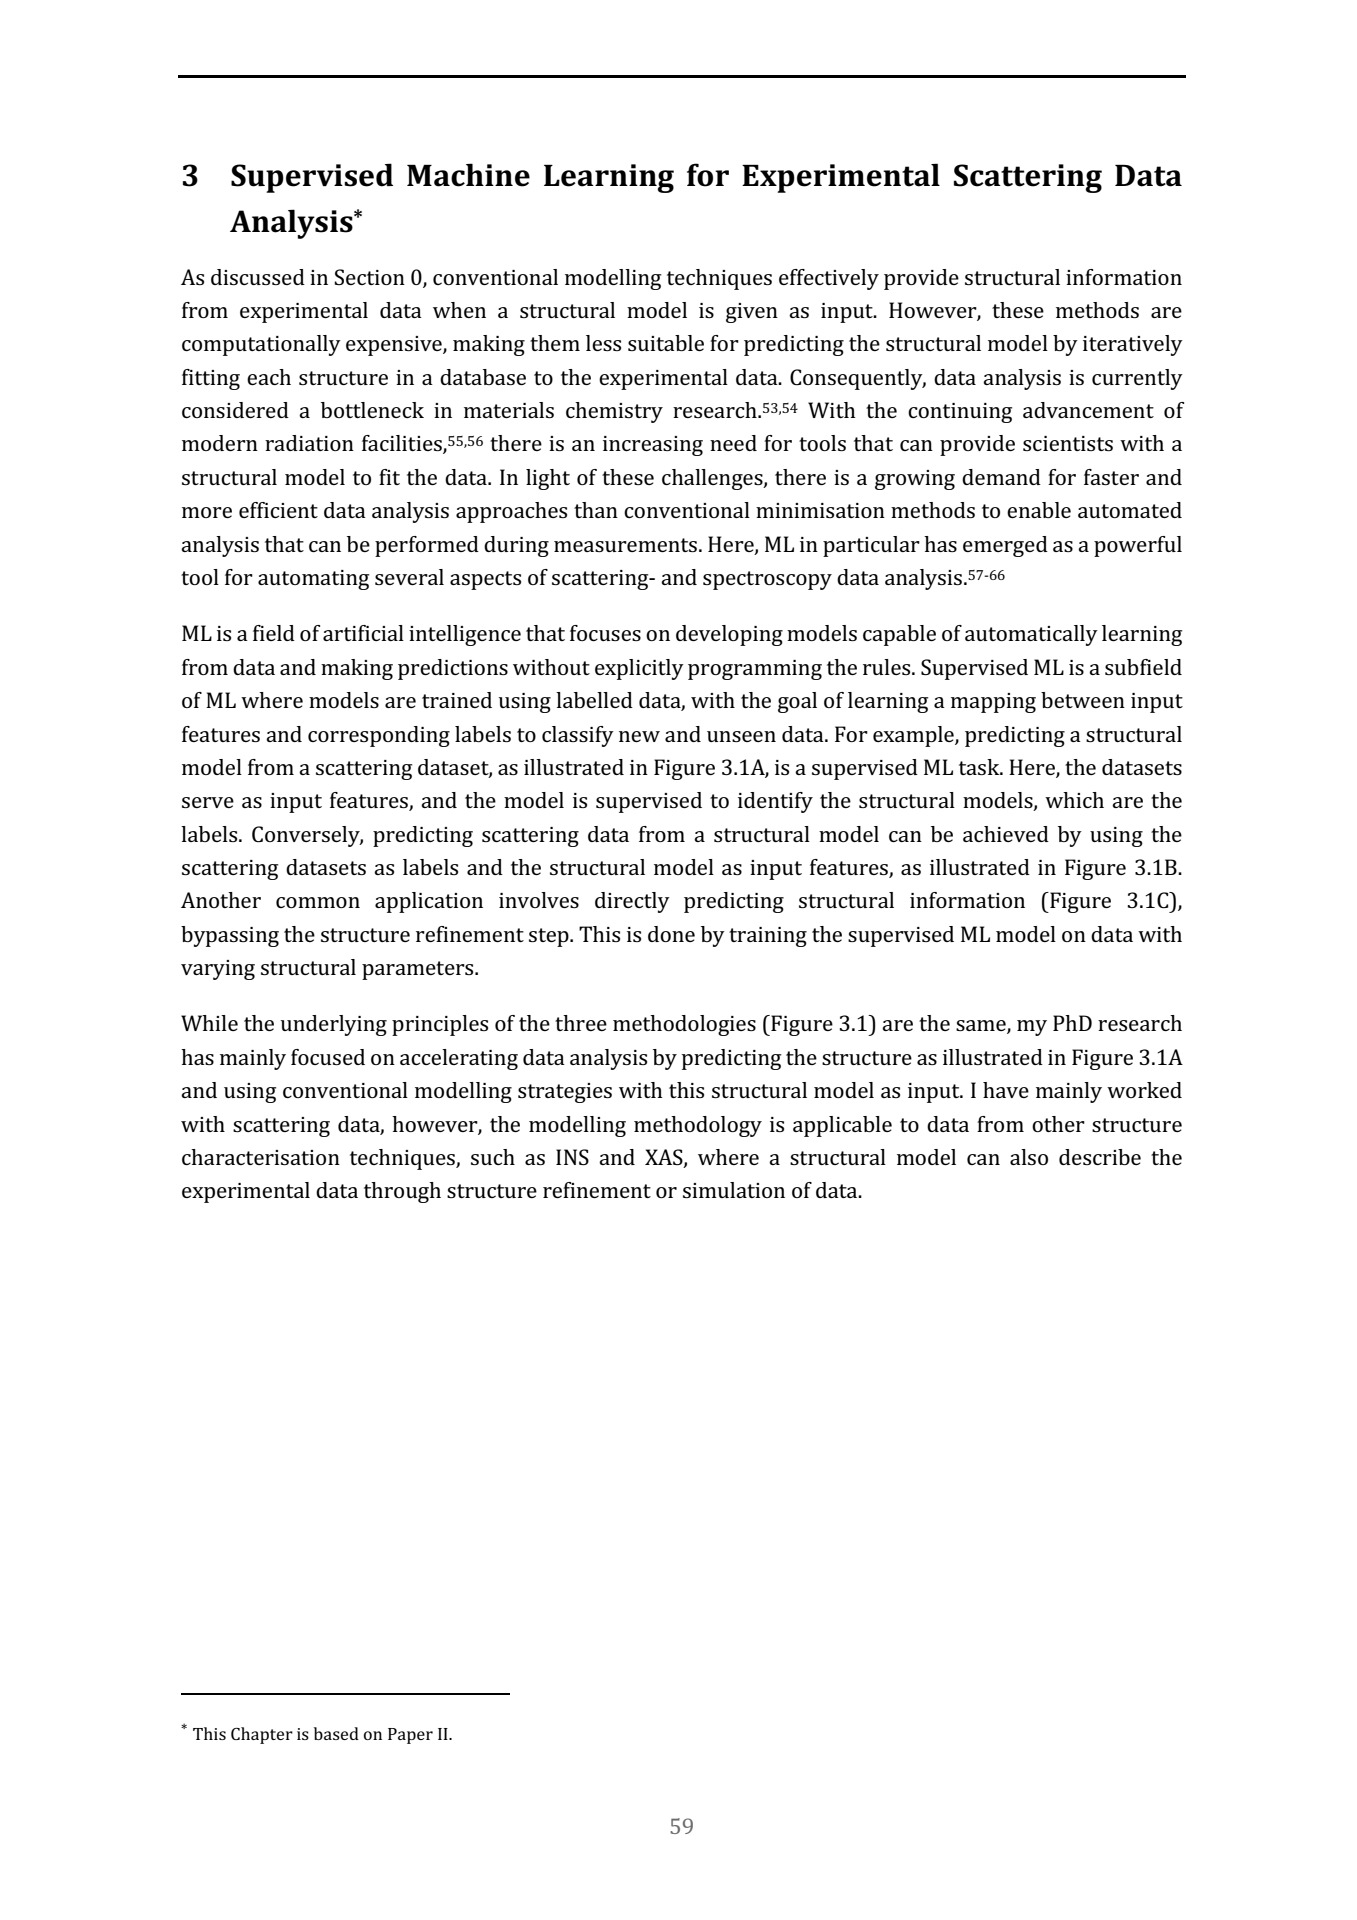 3 Supervised Machine Learning for Experimental Scattering Data
Analysis*
As discussed in Section 0, conventional modelling techniques effectively provide structural information
from experimental data when a structural model is given as input. However, these methods are
computationally expensive, making them less suitable for predicting the structural model by iteratively
fitting each structure in a database to the experimental data. Consequently, data analysis is currently
considered a bottleneck in materials chemistry research.53,54 With the continuing advancement of
modern radiation facilities,55,56 there is an increasing need for tools that can provide scientists with a
structural model to fit the data. In light of these challenges, there is a growing demand for faster and
more efficient data analysis approaches than conventional minimisation methods to enable automated
analysis that can be performed during measurements. Here, ML in particular has emerged as a powerful
tool for automating several aspects of scattering- and spectroscopy data analysis.57-66
ML is a field of artificial intelligence that focuses on developing models capable of automatically learning
from data and making predictions without explicitly programming the rules. Supervised ML is a subfield
of ML where models are trained using labelled data, with the goal of learning a mapping between input
features and corresponding labels to classify new and unseen data. For example, predicting a structural
model from a scattering dataset, as illustrated in Figure 3.1A, is a supervised ML task. Here, the datasets
serve as input features, and the model is supervised to identify the structural models, which are the
labels. Conversely, predicting scattering data from a structural model can be achieved by using the
scattering datasets as labels and the structural model as input features, as illustrated in Figure 3.1B.
Another common application involves directly predicting structural information (Figure 3.1C),
bypassing the structure refinement step. This is done by training the supervised ML model on data with
varying structural parameters.
While the underlying principles of the three methodologies (Figure 3.1) are the same, my PhD research
has mainly focused on accelerating data analysis by predicting the structure as illustrated in Figure 3.1A
and using conventional modelling strategies with this structural model as input. I have mainly worked
with scattering data, however, the modelling methodology is applicable to data from other structure
characterisation techniques, such as INS and XAS, where a structural model can also describe the
experimental data through structure refinement or simulation of data.
* This Chapter is based on Paper II.
59